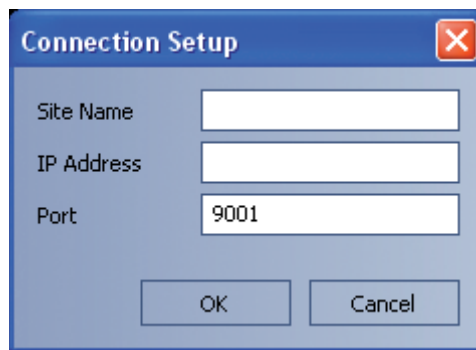 Connection Setup
Site Name
IP Address
Port 9001
OK Cancel